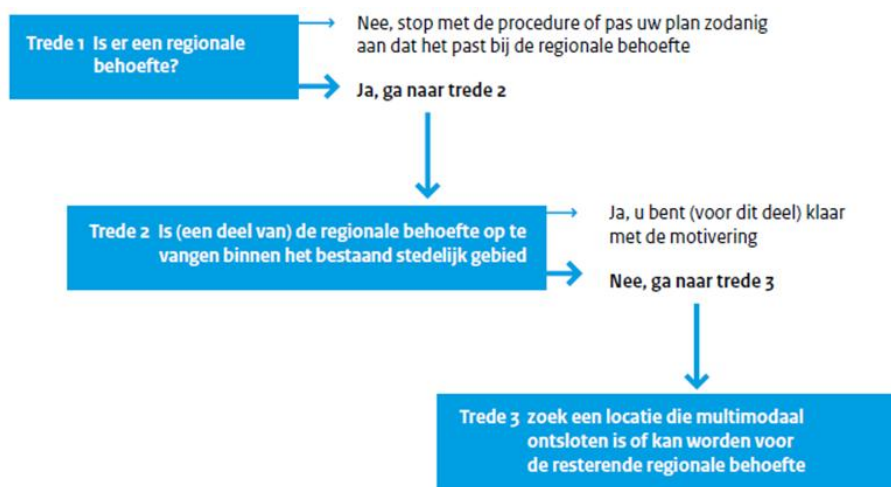 Trede 1 Is er een regionale
behoefte?
Nee, stop met de procedure of pas uw plan zodanig
aan dat het past bij de regionale behoefte
Ja, ga naar trede 2
Trede 2 Is (een deel van) de regionale behoefte op te
vangen binnen het bestaand stedelijk gebied
Ja, u bent (voor dit deel) klaar
met de motivering
Nee, ga naar trede 3
Trede 3 zoek een locatie die multimodaal
ontsloten is of kan worden voor
de resterende regionale behoefte